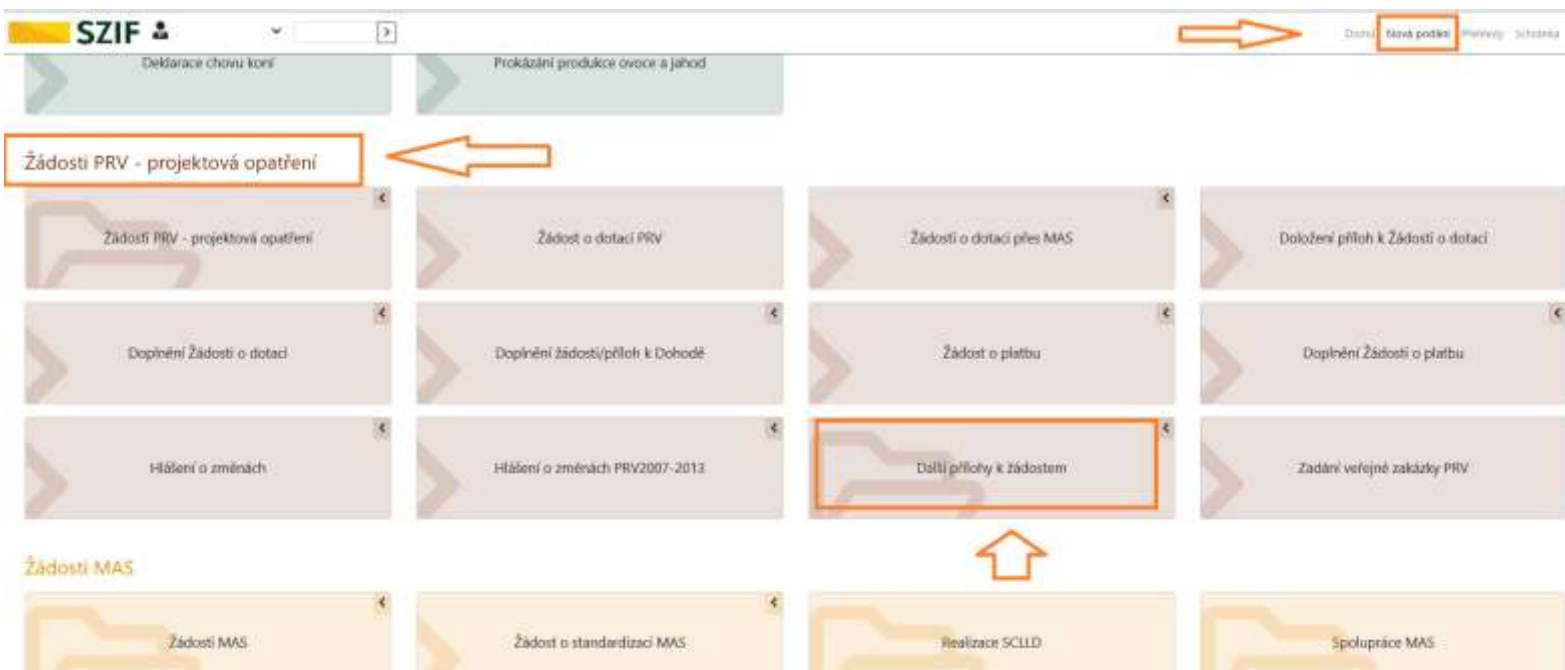 SZIF
Domů Nová podání Přehledy Schránka
Deklarace chovu koní Prokázání produkce ovoce a jahod
Žádosti PRV - projektová opatření
Žádosti PRV - projektová opatření Žádost o dotaci PRV Žádosti o dotaci přes MAS Doložení příloh k Žádosti o dotaci
Doplnění Žádosti o dotaci Doplnění žádosti/příloh k Dohodě Žádost o platbu Doplnění Žádosti o platbu
Hlášení o změnách Hlášení o změnách PRV2007-2013 Další přílohy k žádostem Zadání veřejné zakázky PRV
Žádosti MAS
Žádosti MAS Žádost o standardizaci MAS Realizace SCLLD Spolupráce MAS